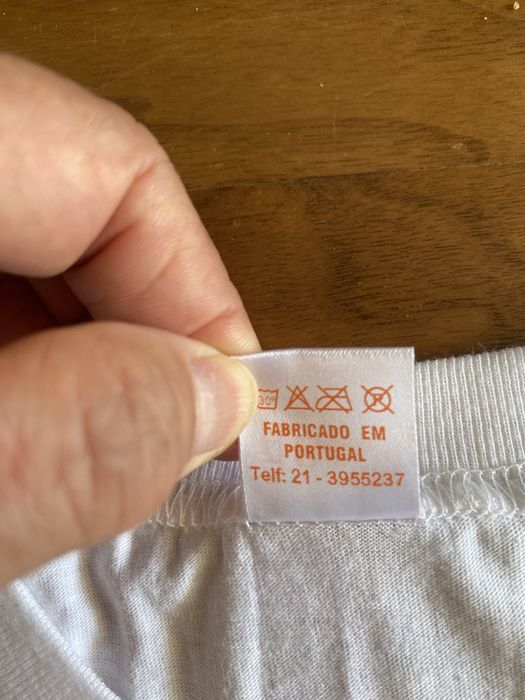 30°
FABRICADO EM
PORTUGAL
Telf: 21 - 3955237